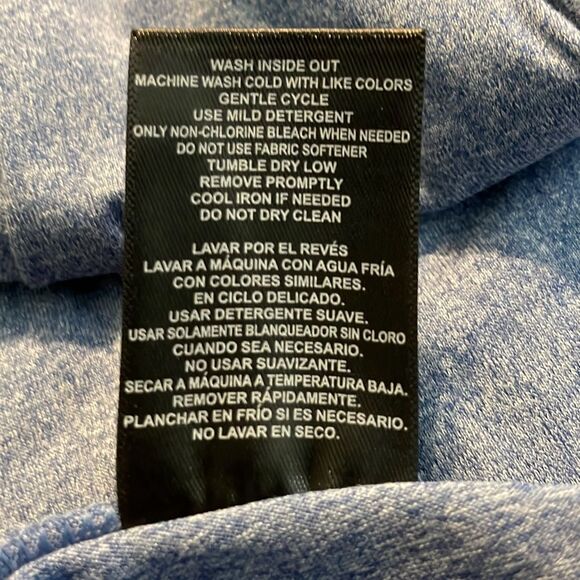 WASH INSIDE OUT
MACHINE WASH COLD WITH LIKE COLORS
GENTLE CYCLE
USE MILD DETERGENT
ONLY NON-CHLORINE BLEACH WHEN NEEDED
DO NOT USE FABRIC SOFTENER
TUMBLE DRY LOW
REMOVE PROMPTLY
COOL IRON IF NEEDED
DO NOT DRY CLEAN
LAVAR POR EL REVÉS
LAVAR A MÁQUINA CON AGUA FRÍA
CON COLORES SIMILARES.
EN CICLO DELICADO.
USAR DETERGENTE SUAVE.
USAR SOLAMENTE BLANQUEADOR SIN CLORO
CUANDO SEA NECESARIO.
NO USAR SUAVIZANTE.
SECAR A MÁQUINA A TEMPERATURA BAJA.
REMOVER RÁPIDAMENTE.
PLANCHAR EN FRÍO SI ES NECESARIO.
NO LAVAR EN SECO.